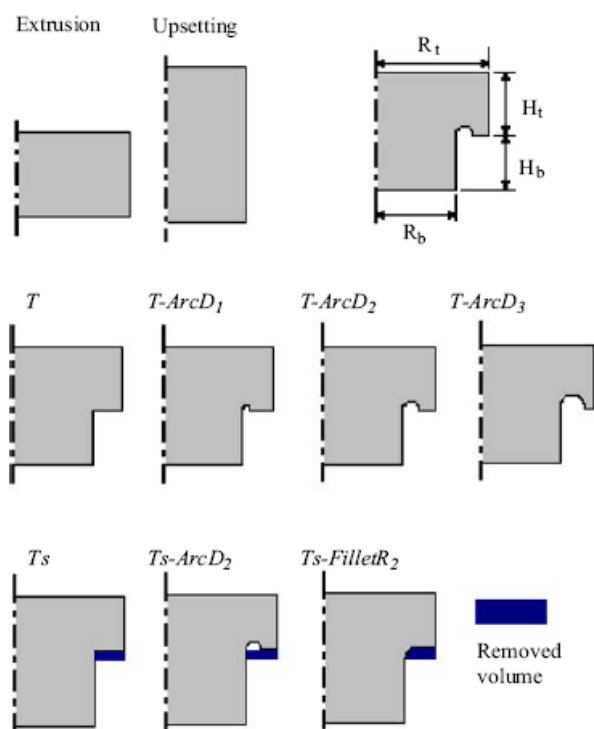 Extrusion
Upsetting
R t
H t
H b
R b
T
T-ArcD1
T-ArcD2
T-ArcD3
Ts
Ts-ArcD2
Ts-FilletR2
Removed
volume